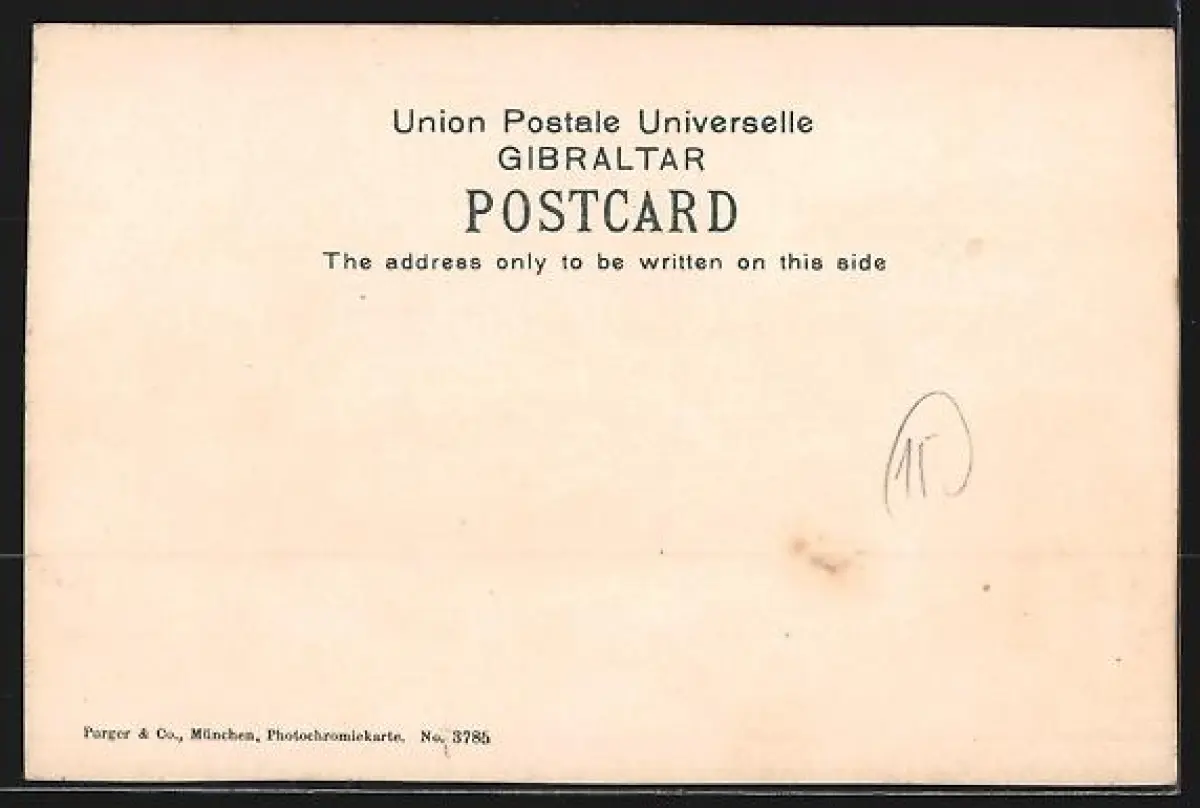 Union Postale Universelle
GIBRALTAR
POSTCARD
The address only to be written on this side
15
Purger & Co., München, Photochromiekarte. No. 3785